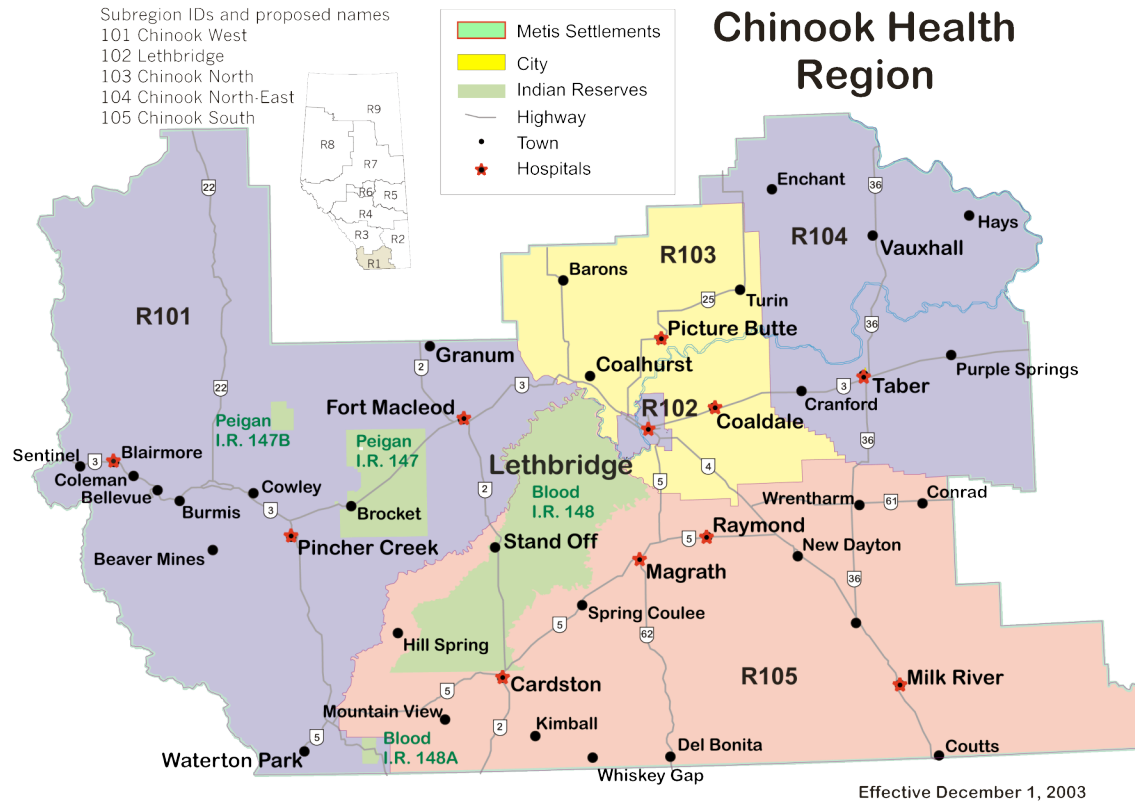 Subregion IDs and proposed names
101 Chinook West
102 Lethbridge
103 Chinook North
104 Chinook North-East
105 Chinook South
Metis Settlements
City
Indian Reserves
Highway
Town
Hospitals
Chinook Health
Region
R9
R8
R7
R6
R5
R4
R3
R2
R1
22
Enchant
36
Hays
R103
R104
Vauxhall
Barons
25
Turin
R101
Picture Butte
36
Granum
2
Coalhurst
Purple Springs
22
3
3
Taber
Cranford
Fort Macleod
R102
Coaldale
Peigan
I.R. 147B
Peigan
I.R. 147
36
Sentinel
3
Blairmore
Lethbridge
4
Coleman
Bellevue
Cowley
2
Blood
I.R. 148
5
Wrentharm
61
Conrad
Burmis
3
Brocket
Raymond
Pincher Creek
Stand Off
5
New Dayton
Beaver Mines
Magrath
36
Spring Coulee
5
62
Hill Spring
R105
Cardston
Milk River
5
Mountain View
2
Kimball
5
Waterton Park
Blood
I.R. 148A
Del Bonita
Coutts
Whiskey Gap
Effective December 1, 2003